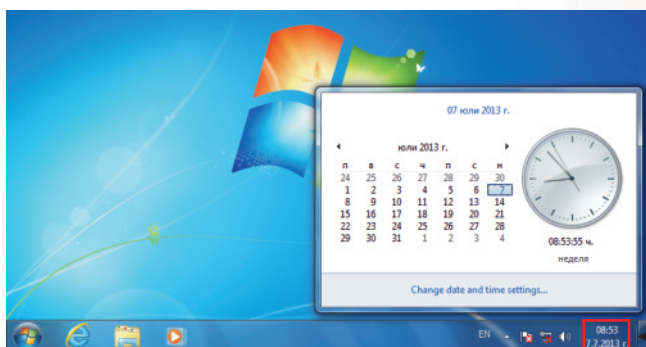 07 юли 2013 г.
юли 2013 г.
п в с ч п с н
24 25 26 27 28 29 30
1 2 3 4 5 6 7
8 9 10 11 12 13 14
15 16 17 18 19 20 21
22 23 24 25 26 27 28
29 30 31 1 2 3 4
08:53:55 ч.
неделя
Change date and time settings...
EN
08:53
7.7.2013 г.